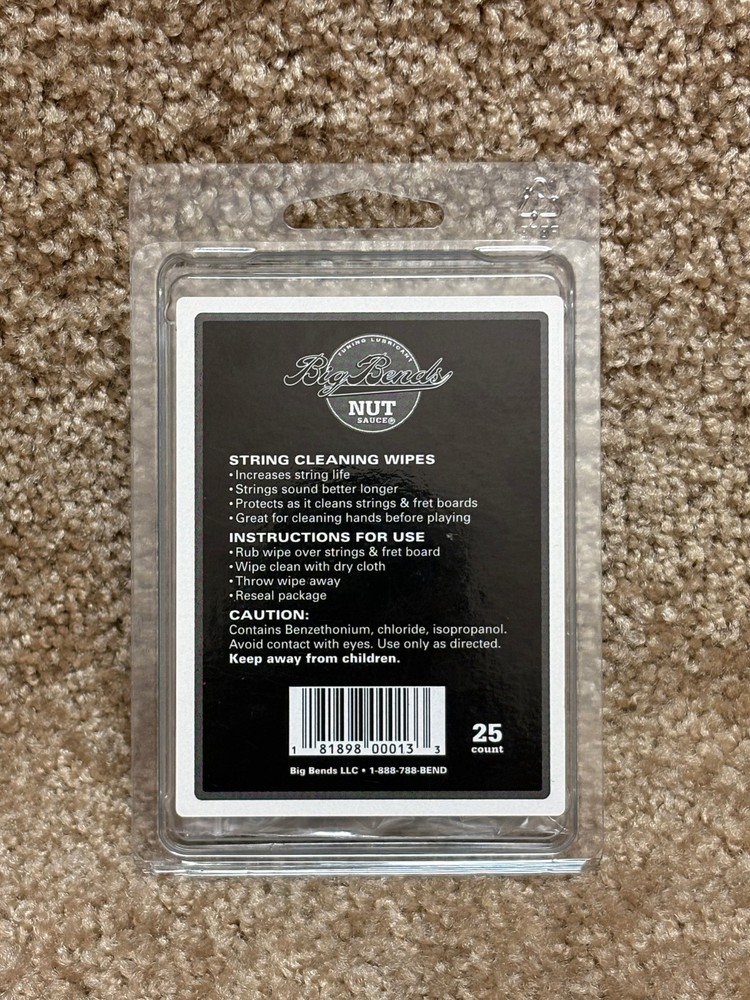 TUNING LUBRICANT
Big Bends
NUT
SAUCE®
STRING CLEANING WIPES
• Increases string life
• Strings sound better longer
• Protects as it cleans strings & fret boards
• Great for cleaning hands before playing
INSTRUCTIONS FOR USE
• Rub wipe over strings & fret board
• Wipe clean with dry cloth
• Throw wipe away
• Reseal package
CAUTION:
Contains Benzethonium, chloride, isopropanol.
Avoid contact with eyes. Use only as directed.
Keep away from children.
1 81898 00013 3
25
count
Big Bends LLC • 1-888-788-BEND